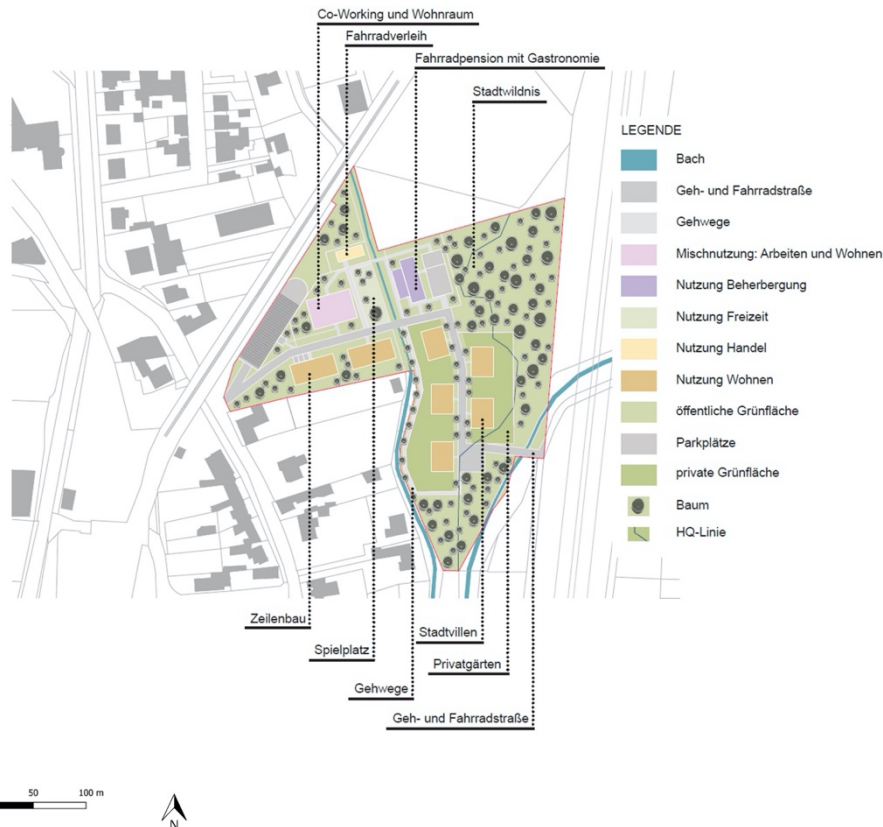 Co-Working und Wohnraum
Fahrradverleih
Fahrradpension mit Gastronomie
Stadtwildnis
LEGENDE
Bach
Geh- und Fahrradstraße
Gehwege
Mischnutzung: Arbeiten und Wohnen
Nutzung Beherbergung
Nutzung Freizeit
Nutzung Handel
Nutzung Wohnen
öffentliche Grünfläche
Parkplätze
private Grünfläche
Baum
HQ-Linie
Zeilenbau
Spielplatz
Gehwege
Stadtvillen
Privatgärten
Geh- und Fahrradstraße
50 100 m
N